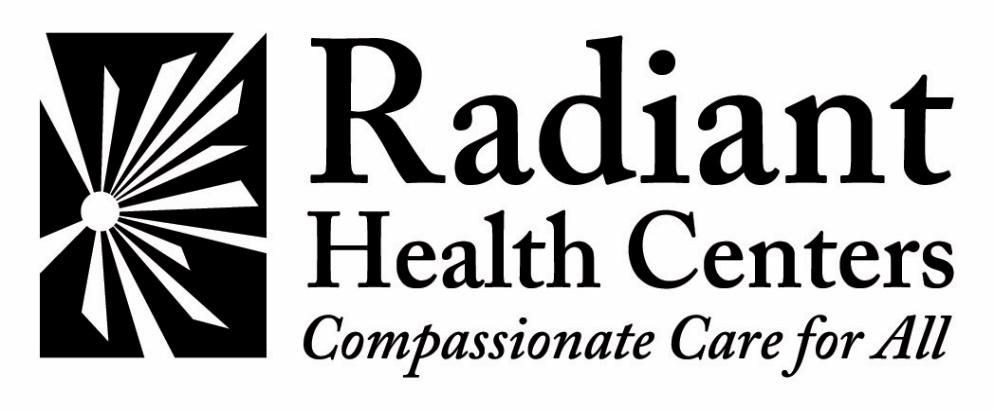 Radiant
Health Centers
Compassionate Care for All